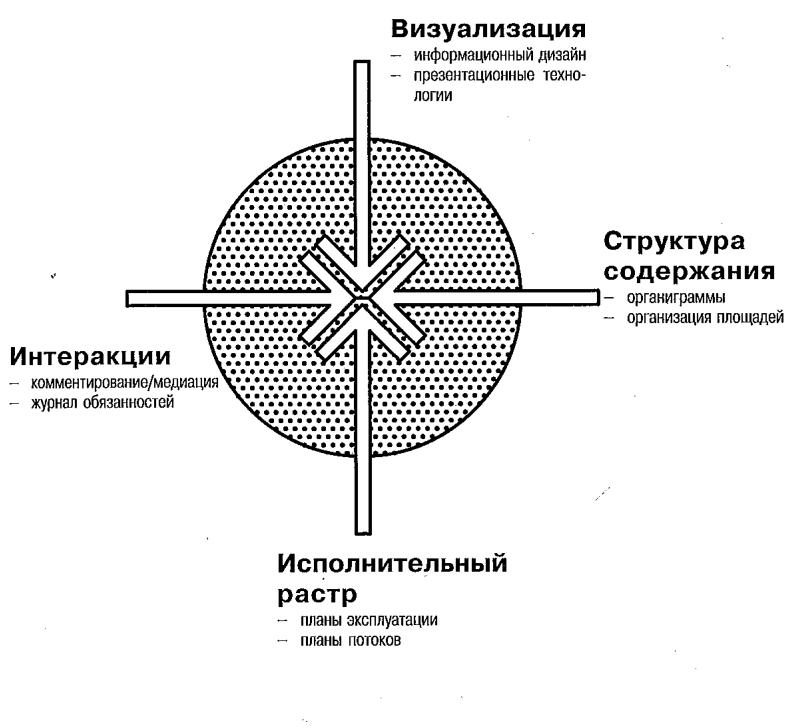 Визуализация
– информационный дизайн
– презентационные техно-
логии
Структура
содержания
– органиграммы
– организация площадей
Интеракции
– комментирование/медиация
– журнал обязанностей
Исполнительный
растр
– планы эксплуатации
– планы потоков